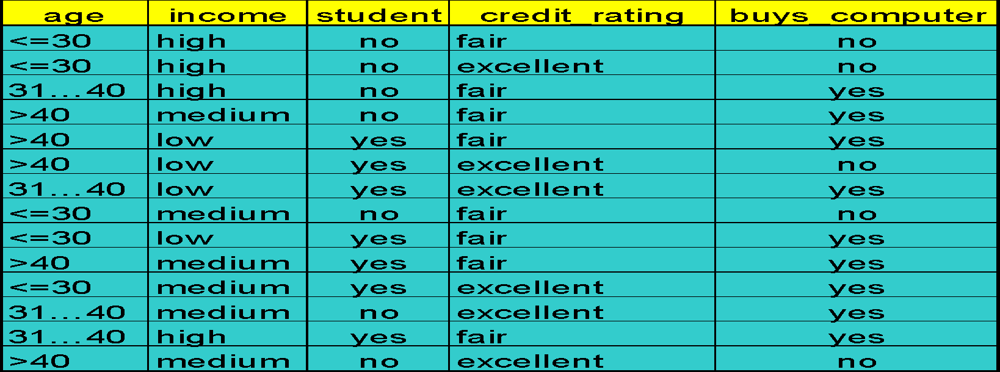 age income student credit_rating buys_computer
<=30 high no fair no
<=30 high no excellent no
31...40 high no fair yes
>40 medium no fair yes
>40 low yes fair yes
>40 low yes excellent no
31...40 low yes excellent yes
<=30 medium no fair no
<=30 low yes fair yes
>40 medium yes fair yes
<=30 medium yes excellent yes
31...40 medium no excellent yes
31...40 high yes fair yes
>40 medium no excellent no